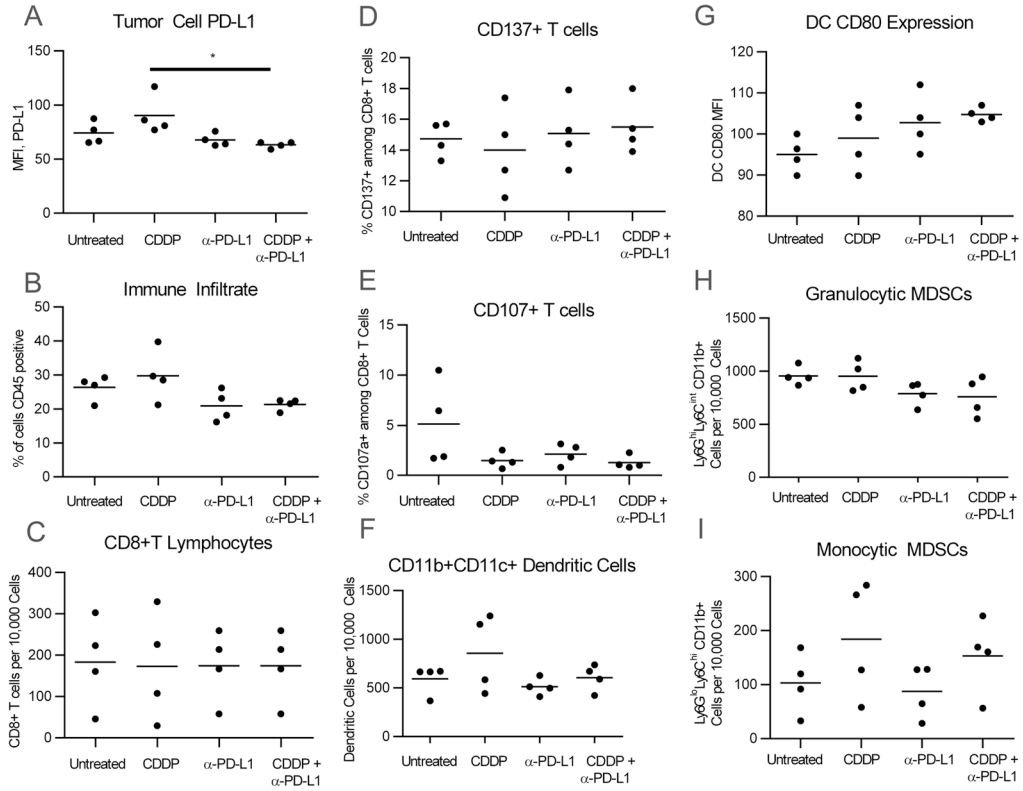 A
Tumor Cell PD-L1
MFI, PD-L1
150
100
50
0
*
Untreated
CDDP
α-PD-L1
CDDP +
α-PD-L1
B
Immune Infiltrate
% of cells CD45 positive
50
40
30
20
10
0
Untreated
CDDP
α-PD-L1
CDDP +
α-PD-L1
C
CD8+T Lymphocytes
CD8+ T cells per 10,000 Cells
400
300
200
100
0
Untreated
CDDP
α-PD-L1
CDDP +
α-PD-L1
D
CD137+ T cells
% CD137+ among CD8+ T cells
20
18
16
14
12
10
Untreated
CDDP
α-PD-L1
CDDP +
α-PD-L1
E
CD107+ T cells
% CD107a+ among CD8+ T Cells
15
10
5
0
Untreated
CDDP
α-PD-L1
CDDP +
α-PD-L1
F
CD11b+CD11c+ Dendritic Cells
Dendritic Cells per 10,000 Cells
1500
1000
500
0
Untreated
CDDP
α-PD-L1
CDDP +
α-PD-L1
G
DC CD80 Expression
DC CD80 MFI
120
110
100
90
80
Untreated
CDDP
α-PD-L1
CDDP +
α-PD-L1
H
Granulocytic MDSCs
Ly6GhiLy6Cint CD11b+
Cells per 10,000 Cells
1500
1000
500
0
Untreated
CDDP
α-PD-L1
CDDP +
α-PD-L1
I
Monocytic MDSCs
Ly6GloLy6Chi CD11b+
Cells per 10,000 Cells
300
200
100
0
Untreated
CDDP
α-PD-L1
CDDP +
α-PD-L1